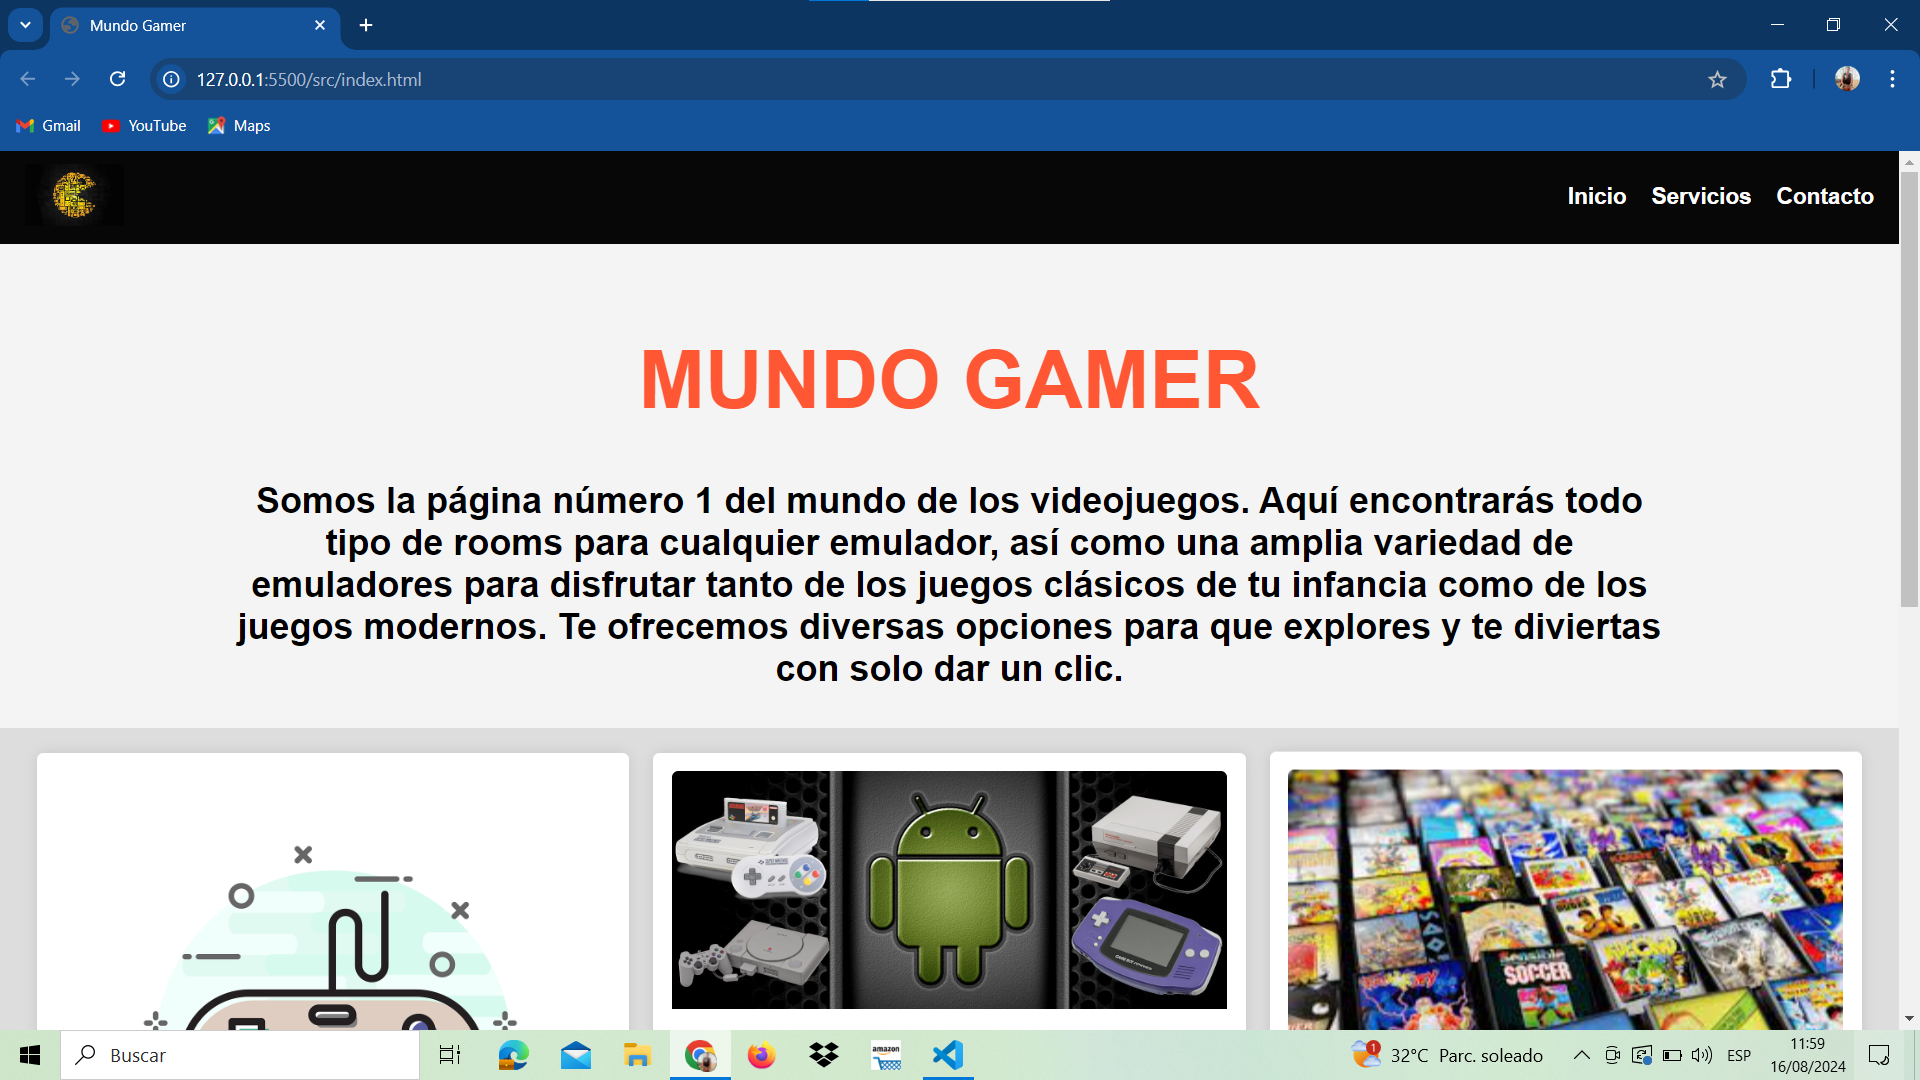 Mundo Gamer
127.0.0.1:5500/src/index.html
Gmail YouTube Maps
Inicio Servicios Contacto
MUNDO GAMER
Somos la página número 1 del mundo de los videojuegos. Aquí encontrarás todo
tipo de rooms para cualquier emulador, así como una amplia variedad de
emuladores para disfrutar tanto de los juegos clásicos de tu infancia como de los
juegos modernos. Te ofrecemos diversas opciones para que explores y te diviertas
con solo dar un clic.
SOCCER
Buscar
amazon
1
32°C Parc. soleado
ESP
11:59
16/08/2024